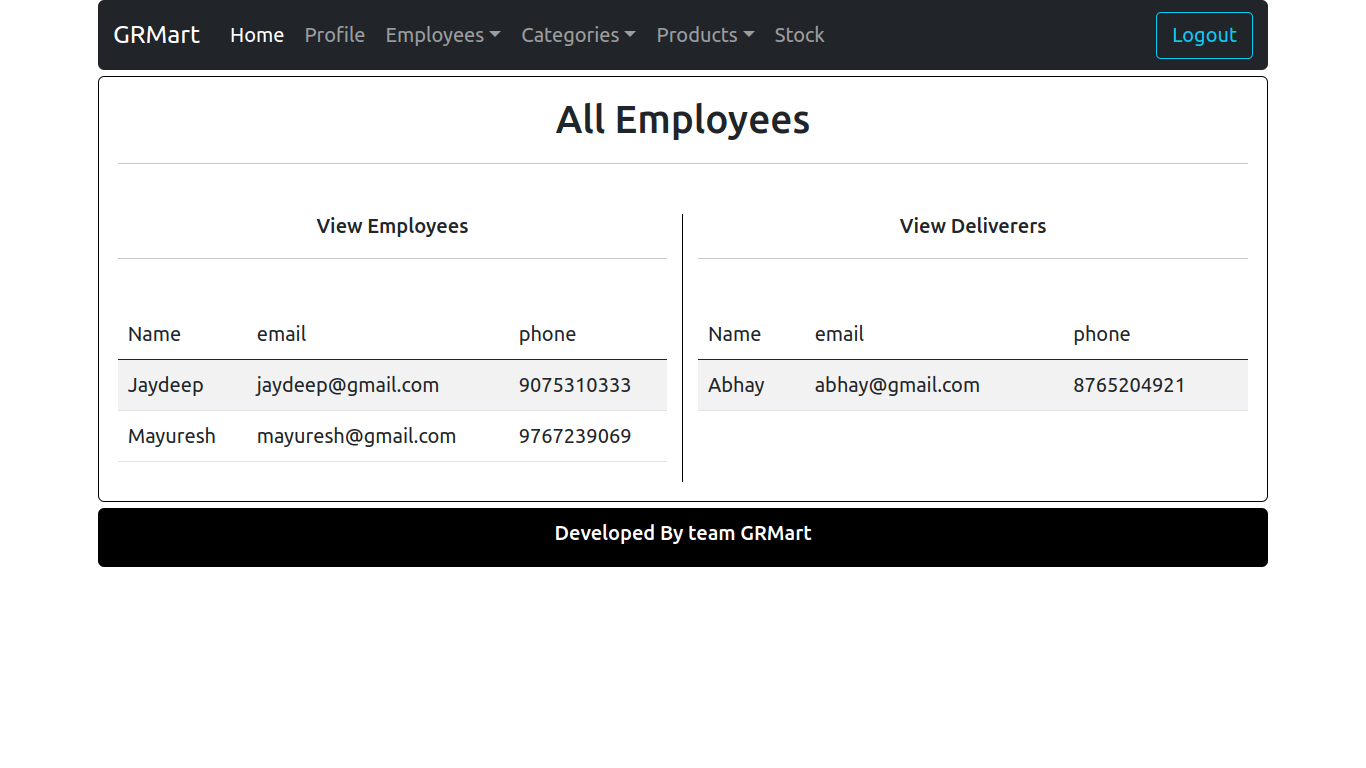 GRMart Home Profile Employees Categories Products Stock Logout
All Employees
View Employees
Name email phone
Jaydeep jaydeep@gmail.com 9075310333
Mayuresh mayuresh@gmail.com 9767239069
View Deliverers
Name email phone
Abhay abhay@gmail.com 8765204921
Developed By team GRMart